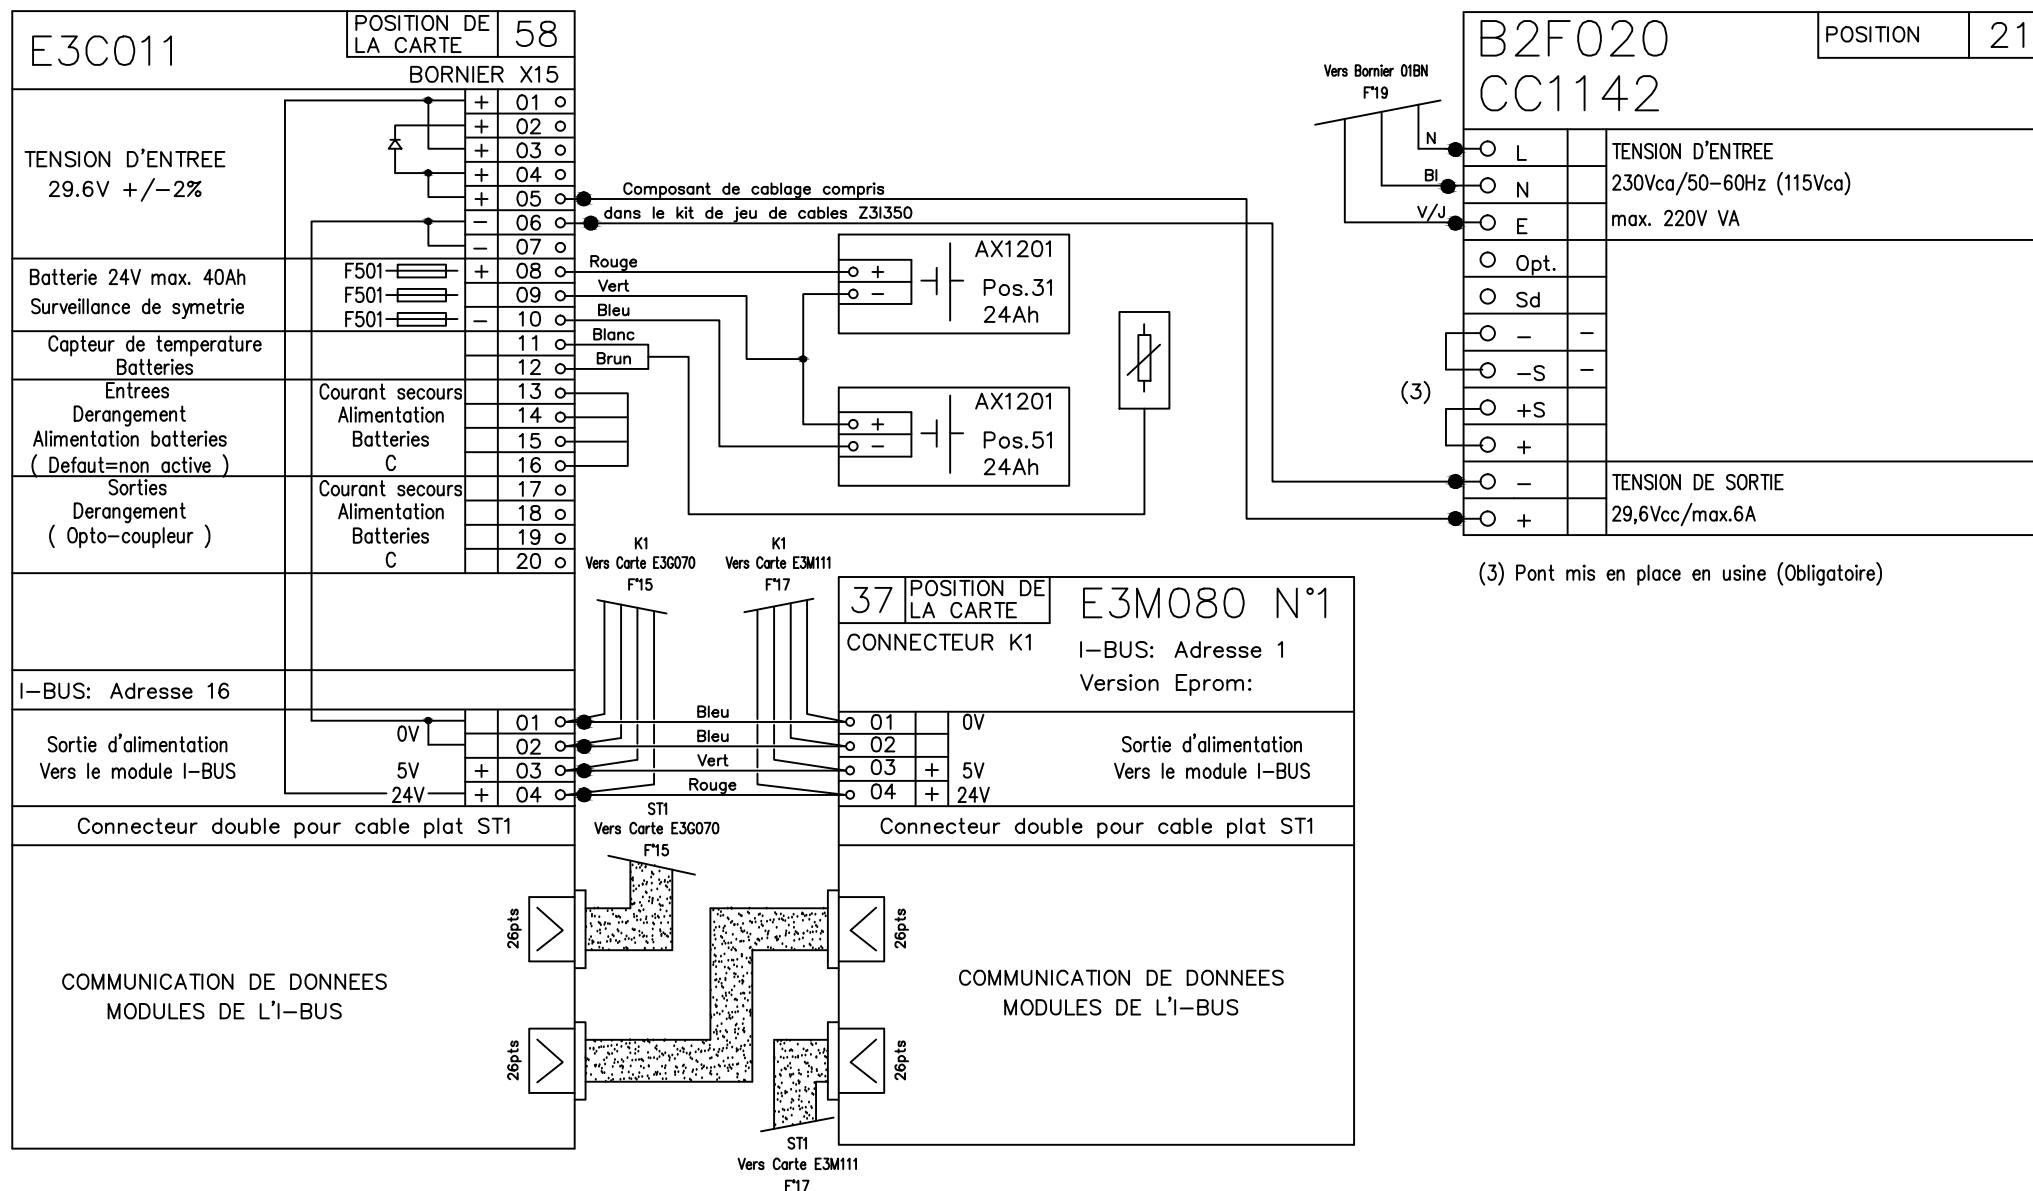 E3C011
POSITION DE
LA CARTE
58
BORNIER X15
TENSION D'ENTREE
29.6V +/-2%
+ 01
+ 02
+ 03
+ 04
+ 05
- 06
- 07
Batterie 24V max. 40Ah
Surveillance de symetrie
F501 + 08
F501 09
F501 - 10
Capteur de temperature
Batteries
11
12
Entrees
Derangement
Alimentation batteries
( Defaut=non active )
Courant secours 13
Alimentation 14
Batteries 15
C 16
Sorties
Derangement
( Opto-coupleur )
Courant secours 17
Alimentation 18
Batteries 19
C 20
I-BUS: Adresse 16
Sortie d'alimentation
Vers le module I-BUS
0V 01
02
5V + 03
24V + 04
Connecteur double pour cable plat ST1
COMMUNICATION DE DONNEES
MODULES DE L'I-BUS
26pts
26pts
Composant de cablage compris
dans le kit de jeu de cables Z3I350
Rouge
Vert
Bleu
Blanc
Brun
AX1201
+
-
Pos.31
24Ah
AX1201
+
-
Pos.51
24Ah
K1
Vers Carte E3G070
F°15
K1
Vers Carte E3M111
F°17
Bleu
Bleu
Vert
Rouge
ST1
Vers Carte E3G070
F°15
37
POSITION DE
LA CARTE
E3M080 N°1
CONNECTEUR K1
I-BUS: Adresse 1
Version Eprom:
01 0V
02
03 + 5V
04 + 24V
Sortie d'alimentation
Vers le module I-BUS
Connecteur double pour cable plat ST1
COMMUNICATION DE DONNEES
MODULES DE L'I-BUS
26pts
26pts
ST1
Vers Carte E3M111
F°17
Vers Bornier 01BN
F°19
N
Bl
V/J
B2F020
CC1142
POSITION
21
L
N
E
Opt.
Sd
- -
-S -
+S
+
-
+
TENSION D'ENTREE
230Vca/50-60Hz (115Vca)
max. 220V VA
(3)
TENSION DE SORTIE
29,6Vcc/max.6A
(3) Pont mis en place en usine (Obligatoire)